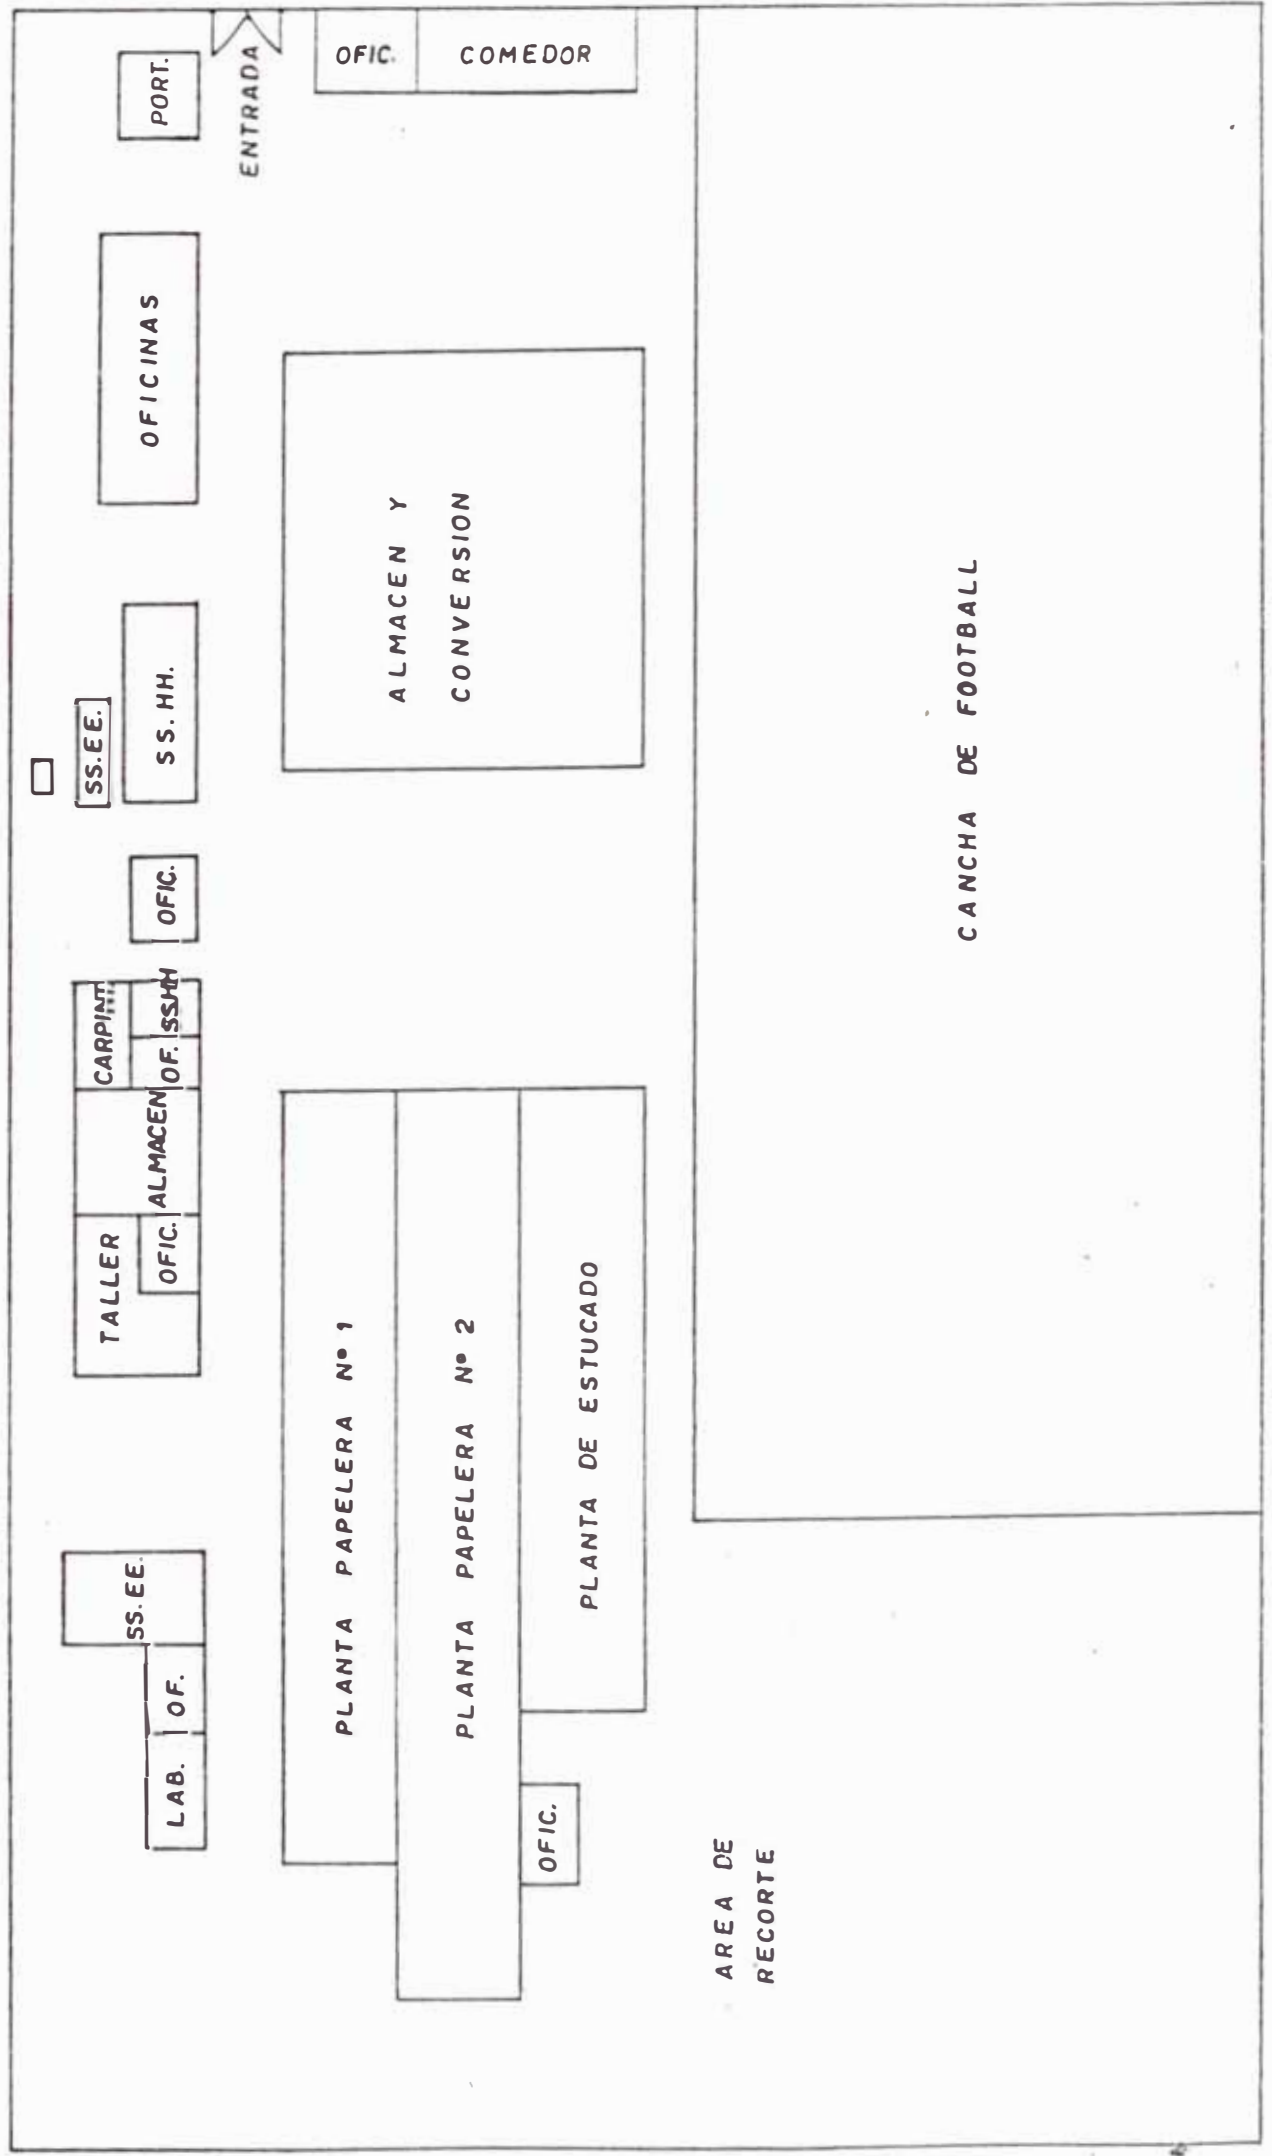 PORT.
ENTRADA
OFIC.
COMEDOR
OFICINAS
ALMACEN Y
CONVERSION
SS.EE.
SS.HH.
OFIC.
CARPINT.
OF.
SS.HH
ALMACEN
TALLER
OFIC.
CANCHA DE FOOTBALL
PLANTA PAPELERA Nº 1
PLANTA PAPELERA Nº 2
PLANTA DE ESTUCADO
SS.EE.
OF.
LAB.
OFIC.
AREA DE
RECORTE